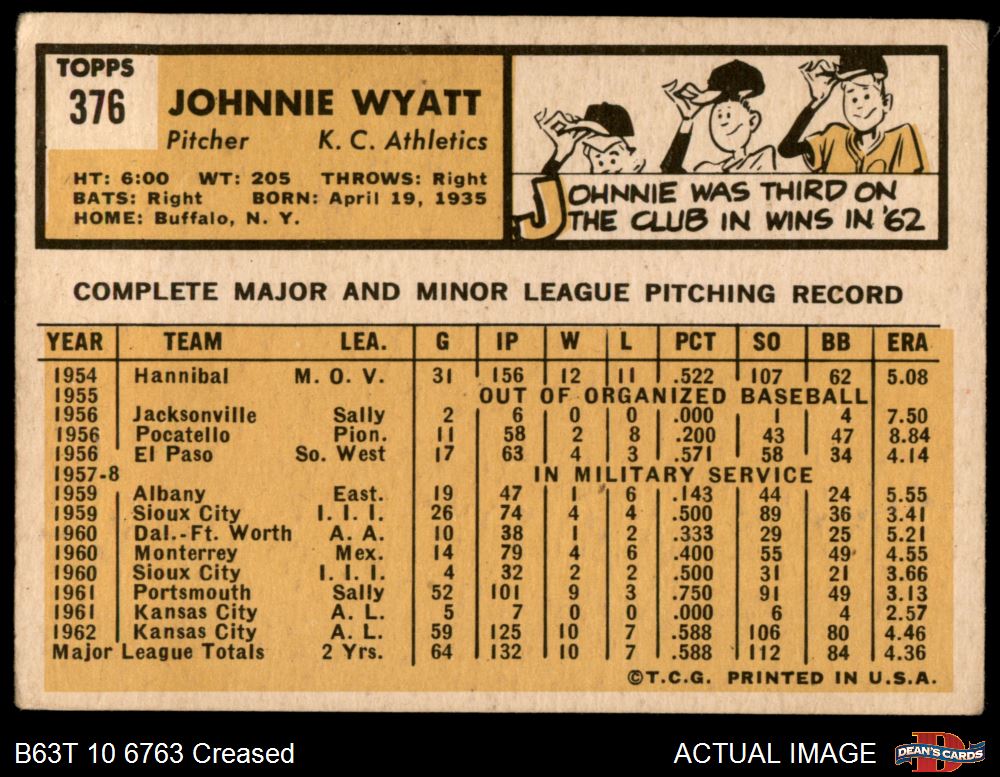 TOPPS
376
JOHNNIE WYATT
Pitcher K. C. Athletics
HT: 6:00 WT: 205 THROWS: Right
BATS: Right BORN: April 19, 1935
HOME: Buffalo, N. Y.
JOHNNIE WAS THIRD ON
THE CLUB IN WINS IN '62
COMPLETE MAJOR AND MINOR LEAGUE PITCHING RECORD
YEAR TEAM LEA. G IP W L PCT SO BB ERA
1954 Hannibal M. O. V. 31 156 12 11 .522 107 62 5.08
1955 OUT OF ORGANIZED BASEBALL
1956 Jacksonville Sally 2 6 0 0 .000 1 4 7.50
1956 Pocatello Pion. 11 58 2 8 .200 43 47 8.84
1956 El Paso So. West 17 63 4 3 .571 58 34 4.14
1957-8 IN MILITARY SERVICE
1959 Albany East. 19 47 1 6 .143 44 24 5.55
1959 Sioux City I. I. I. 26 74 4 4 .500 89 36 3.41
1960 Dal.-Ft. Worth A. A. 10 38 1 2 .333 29 25 5.21
1960 Monterrey Mex. 14 79 4 6 .400 55 49 4.55
1960 Sioux City I. I. I. 4 32 2 2 .500 31 21 3.66
1961 Portsmouth Sally 52 101 9 3 .750 91 49 3.13
1961 Kansas City A. L. 5 7 0 0 .000 6 4 2.57
1962 Kansas City A. L. 59 125 10 7 .588 106 80 4.46
Major League Totals 2 Yrs. 64 132 10 7 .588 112 84 4.36
©T.C.G. PRINTED IN U.S.A.
B63T 10 6763 Creased ACTUAL IMAGE
DEAN'S CARDS